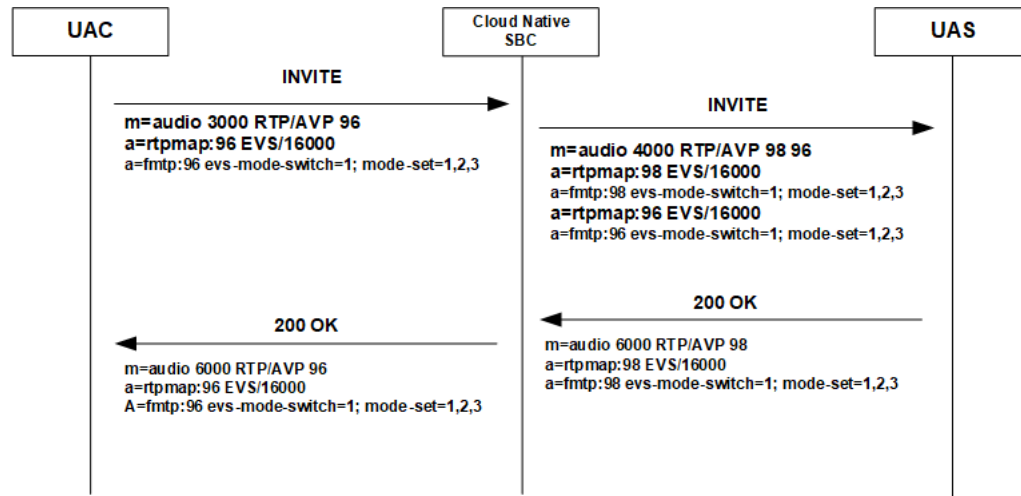 UAC
Cloud Native
SBC
UAS
INVITE
m=audio 3000 RTP/AVP 96
a=rtpmap:96 EVS/16000
a=fmtp:96 evs-mode-switch=1; mode-set=1,2,3
INVITE
m=audio 4000 RTP/AVP 98 96
a=rtpmap:98 EVS/16000
a=fmtp:98 evs-mode-switch=1; mode-set=1,2,3
a=rtpmap:96 EVS/16000
a=fmtp:96 evs-mode-switch=1; mode-set=1,2,3
200 OK
m=audio 6000 RTP/AVP 98
a=rtpmap:98 EVS/16000
a=fmtp:98 evs-mode-switch=1; mode-set=1,2,3
200 OK
m=audio 6000 RTP/AVP 96
a=rtpmap:96 EVS/16000
A=fmtp:96 evs-mode-switch=1; mode-set=1,2,3